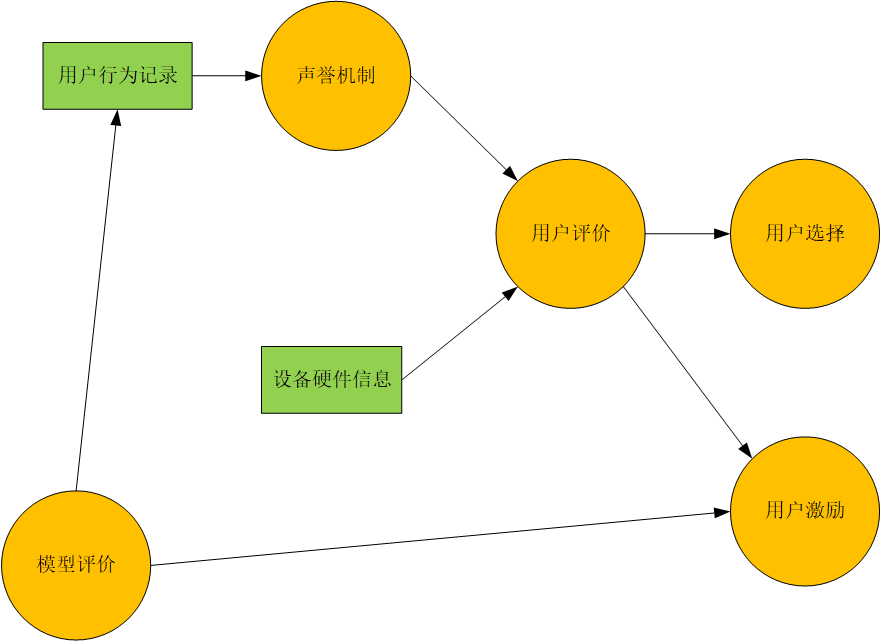 用户行为记录
声誉机制
用户评价
用户选择
设备硬件信息
用户激励
模型评价